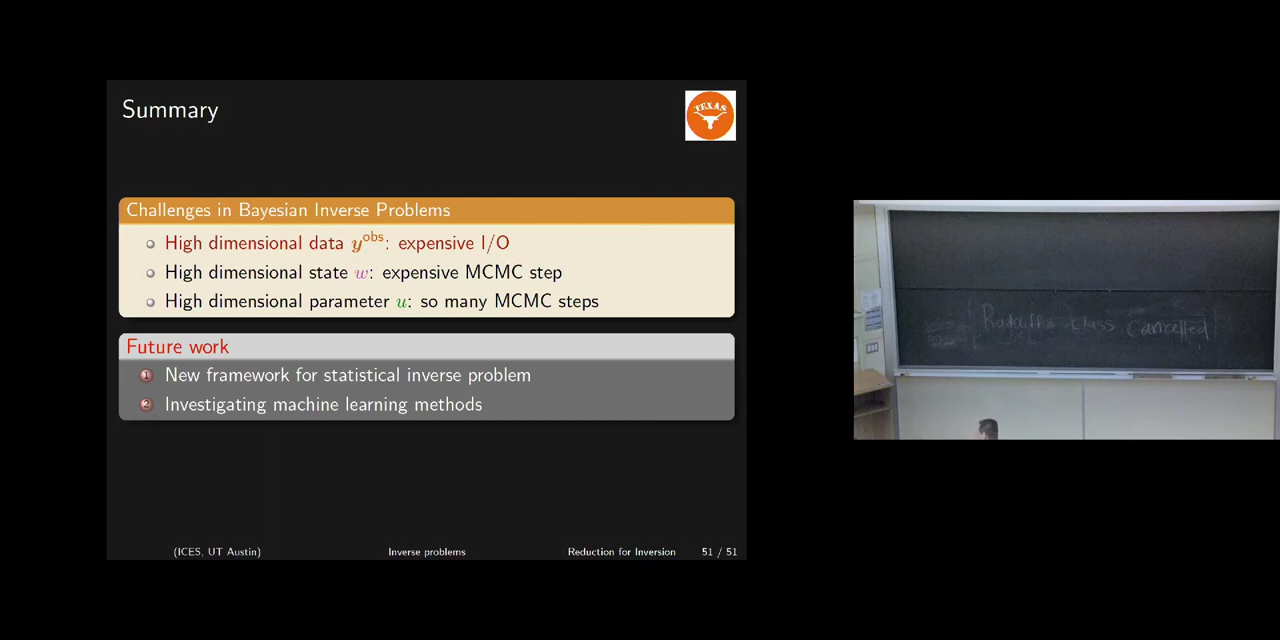 Summary
TEXAS
Challenges in Bayesian Inverse Problems
High dimensional data y^obs: expensive I/O
High dimensional state w: expensive MCMC step
High dimensional parameter u: so many MCMC steps
Future work
1 New framework for statistical inverse problem
2 Investigating machine learning methods
(ICES, UT Austin) Inverse problems Reduction for Inversion 51 / 51
class Cancelled